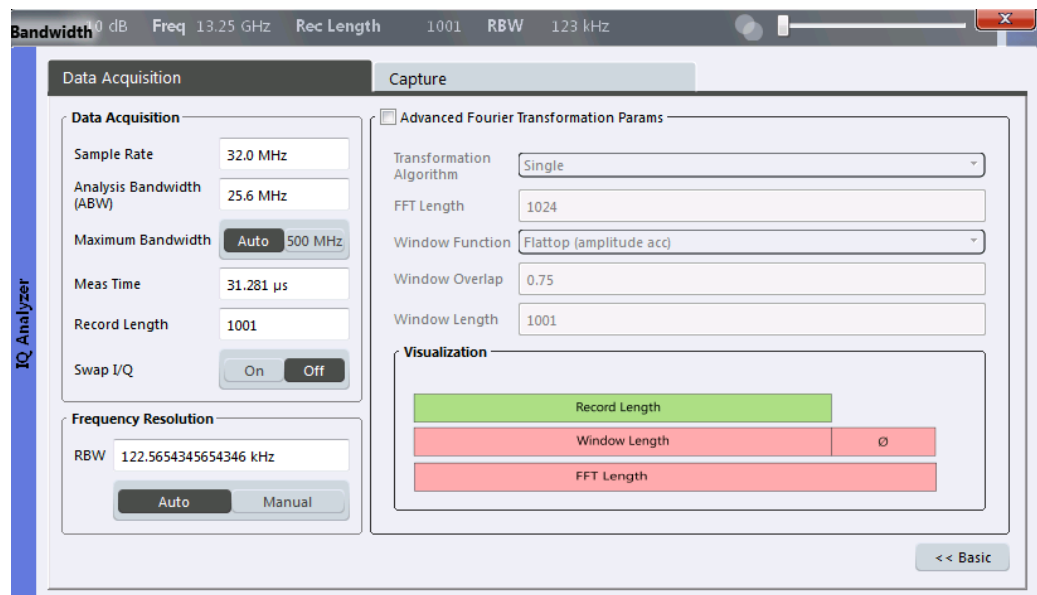 Bandwidth 0 dB Freq 13.25 GHz Rec Length 1001 RBW 123 kHz
x
IQ Analyzer
Data Acquisition Capture
Data Acquisition
Sample Rate 32.0 MHz
Analysis Bandwidth
(ABW) 25.6 MHz
Maximum Bandwidth Auto 500 MHz
Meas Time 31.281 µs
Record Length 1001
Swap I/Q On Off
Frequency Resolution
RBW 122.5654345654346 kHz
Auto Manual
Advanced Fourier Transformation Params
Transformation
Algorithm Single
FFT Length 1024
Window Function Flattop (amplitude acc)
Window Overlap 0.75
Window Length 1001
Visualization
Record Length
Window Length Ø
FFT Length
<< Basic